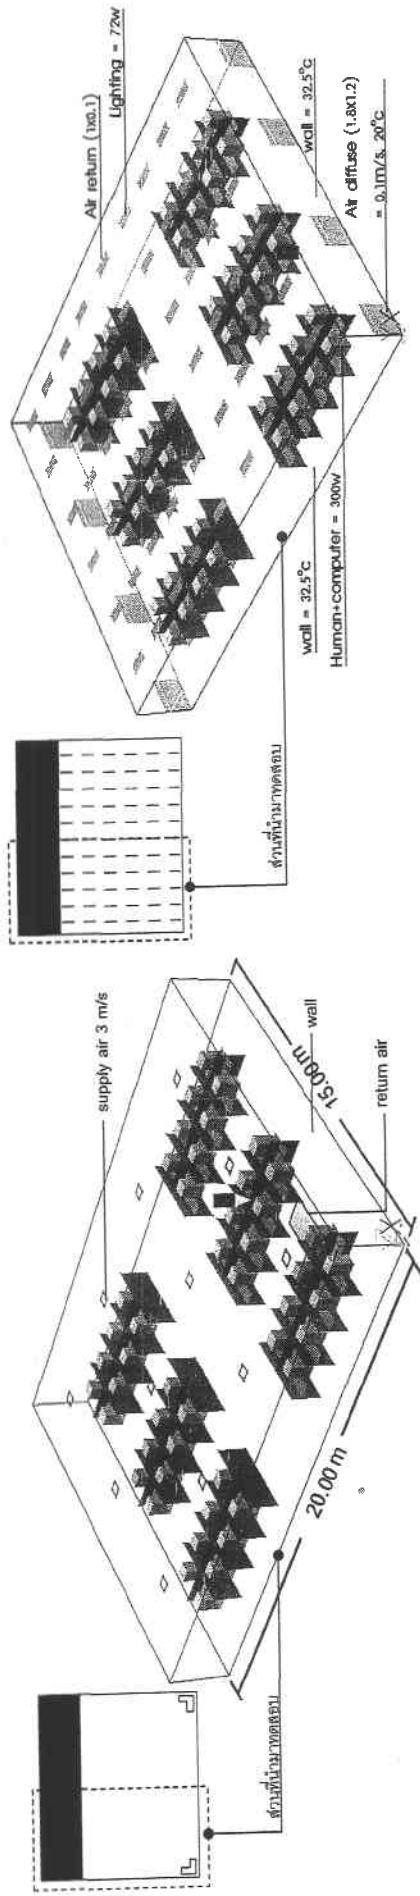 ส่วนที่นำมาทดสอบ
20.00 m
15.00 m
supply air 3 m/s
wall
return air
ส่วนที่นำมาทดสอบ
wall = 32.5°c
Human+computer = 300w
Air return (1x0.1)
Lighting = 72w
wall = 32.5°c
Air diffuse (1.8x1.2)
= 0.1m/s, 20°c